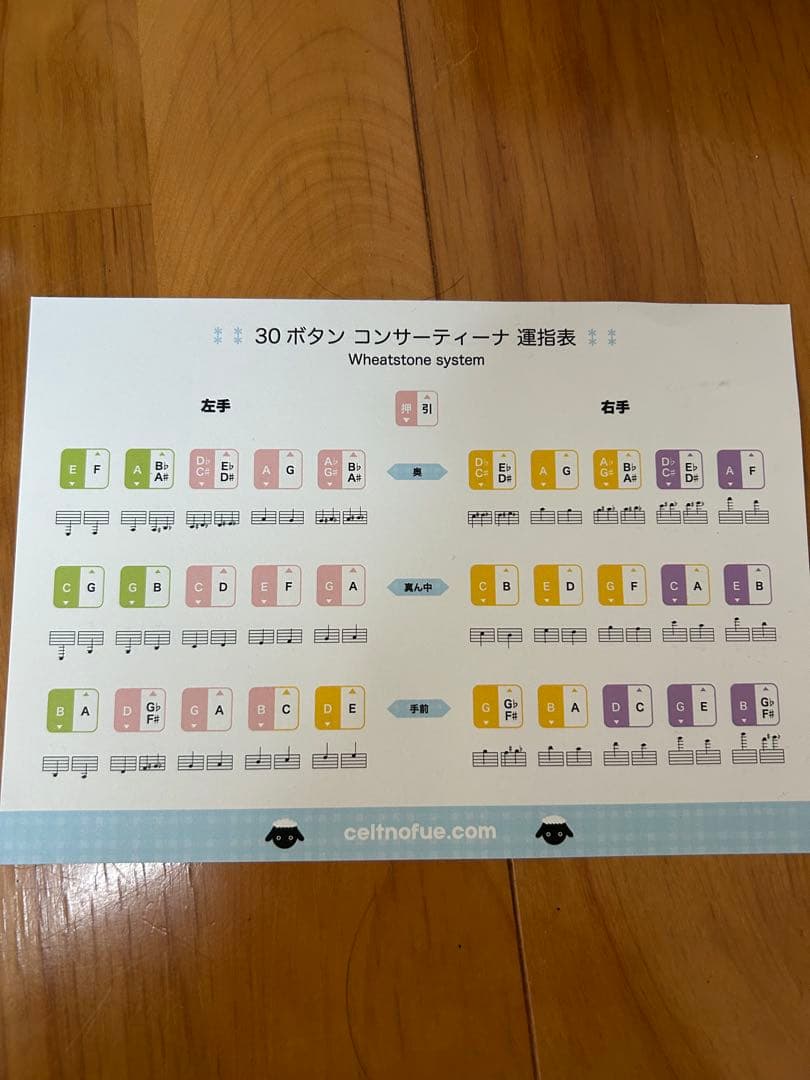 30 ボタン コンサーティーナ 運指表
Wheatstone system
左手 押 引 右手
E F A B♭ A# D♭ C# E♭ D# A G A♭ G# B♭ A# 奥 D♭ C# E♭ D# A G A♭ G# B♭ A# D♭ C# E♭ D# A F
C G G B C D E F G A 真ん中 C B E D G F C A E B
B A D G♭ F# G A B C D E 手前 G G♭ F# B A D C G E B G♭ F#
celtnofue.com